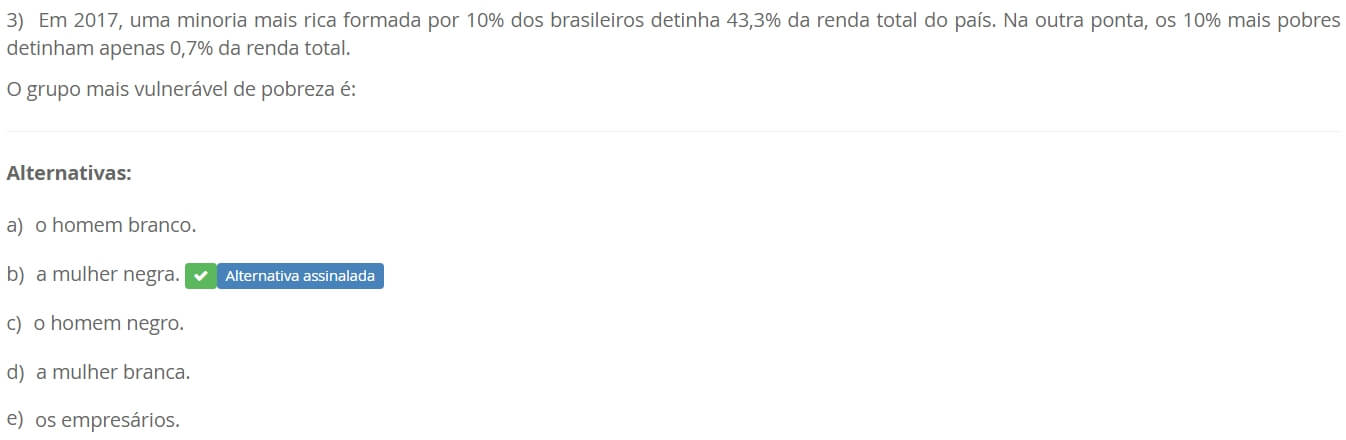 3) Em 2017, uma minoria mais rica formada por 10% dos brasileiros detinha 43,3% da renda total do país. Na outra ponta, os 10% mais pobres
detinham apenas 0,7% da renda total.
O grupo mais vulnerável de pobreza é:
Alternativas:
a) o homem branco.
b) a mulher negra. Alternativa assinalada
c) o homem negro.
d) a mulher branca.
e) os empresários.